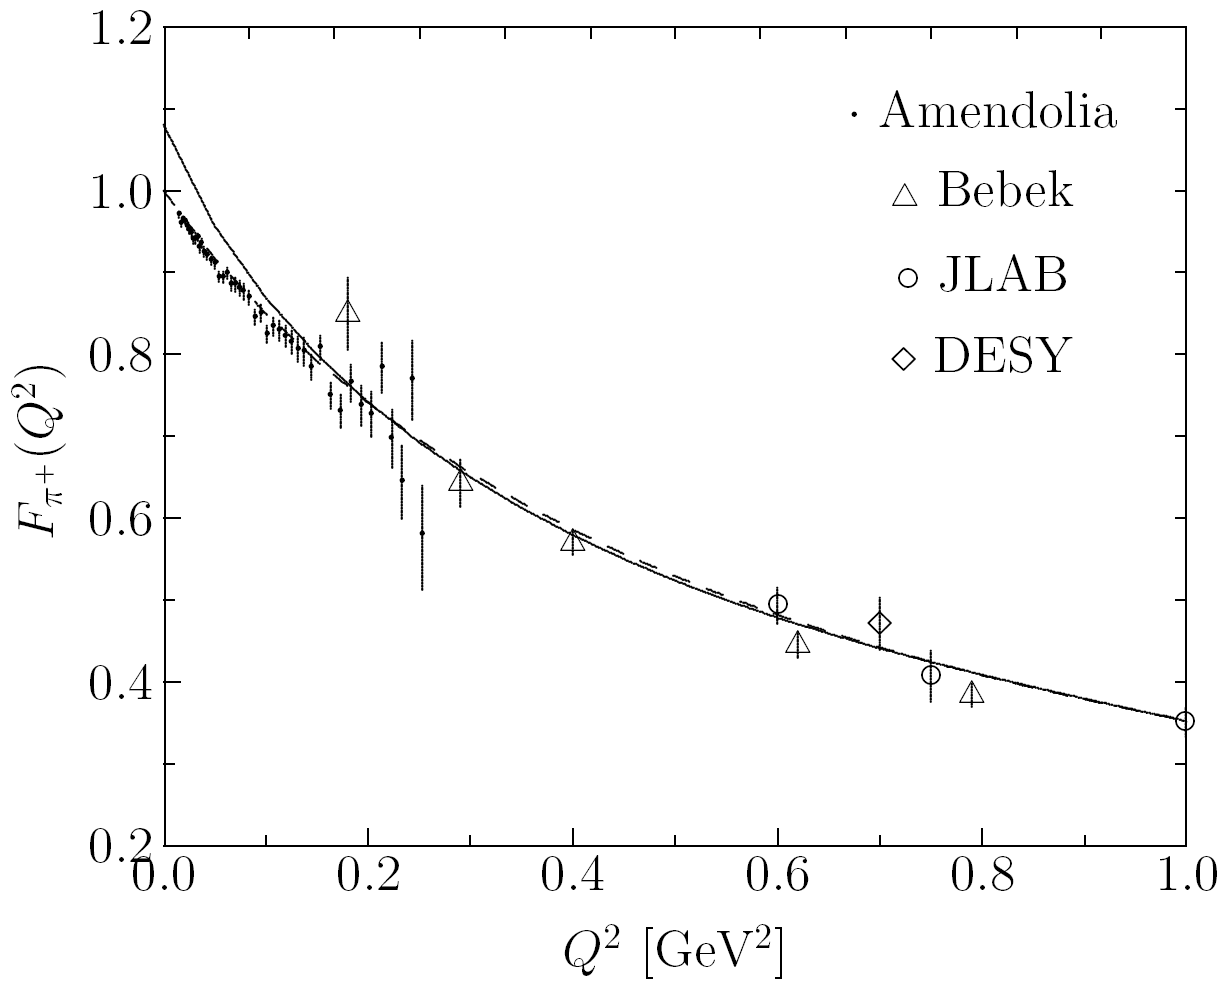 1.2
1.0
0.8
0.6
0.4
0.2
F_{π^+}(Q^2)
· Amendolia
△ Bebek
○ JLAB
◇ DESY
0.0 0.2 0.4 0.6 0.8 1.0
Q^2 [GeV^2]